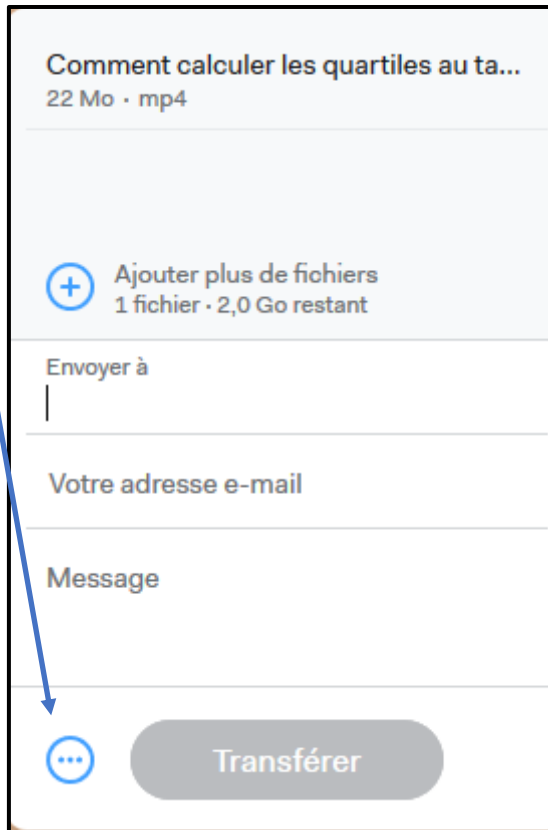 Comment calculer les quartiles au ta...
22 Mo · mp4
Ajouter plus de fichiers
1 fichier · 2,0 Go restant
Envoyer à
Votre adresse e-mail
Message
Transférer